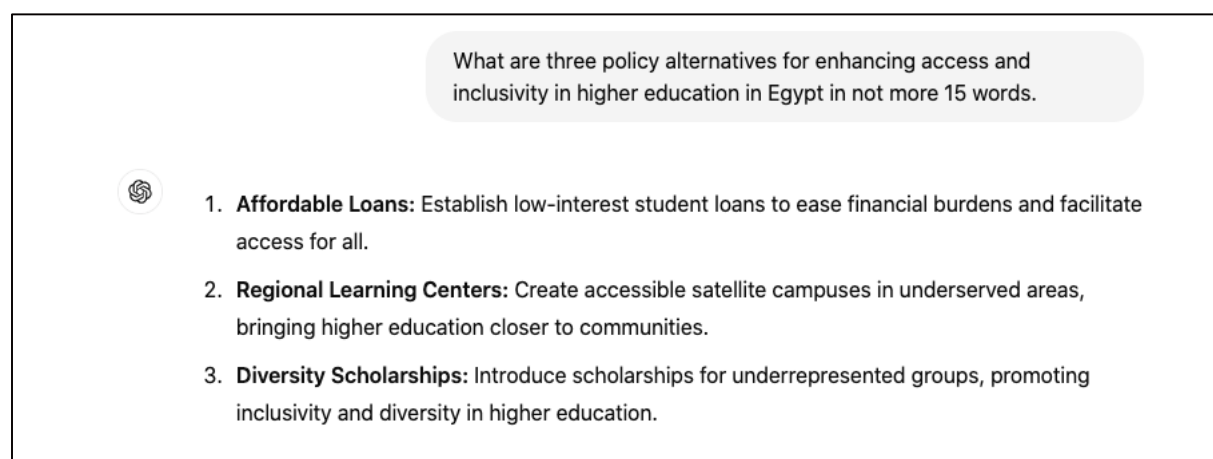 What are three policy alternatives for enhancing access and
inclusivity in higher education in Egypt in not more 15 words.
1. Affordable Loans: Establish low-interest student loans to ease financial burdens and facilitate
access for all.
2. Regional Learning Centers: Create accessible satellite campuses in underserved areas,
bringing higher education closer to communities.
3. Diversity Scholarships: Introduce scholarships for underrepresented groups, promoting
inclusivity and diversity in higher education.